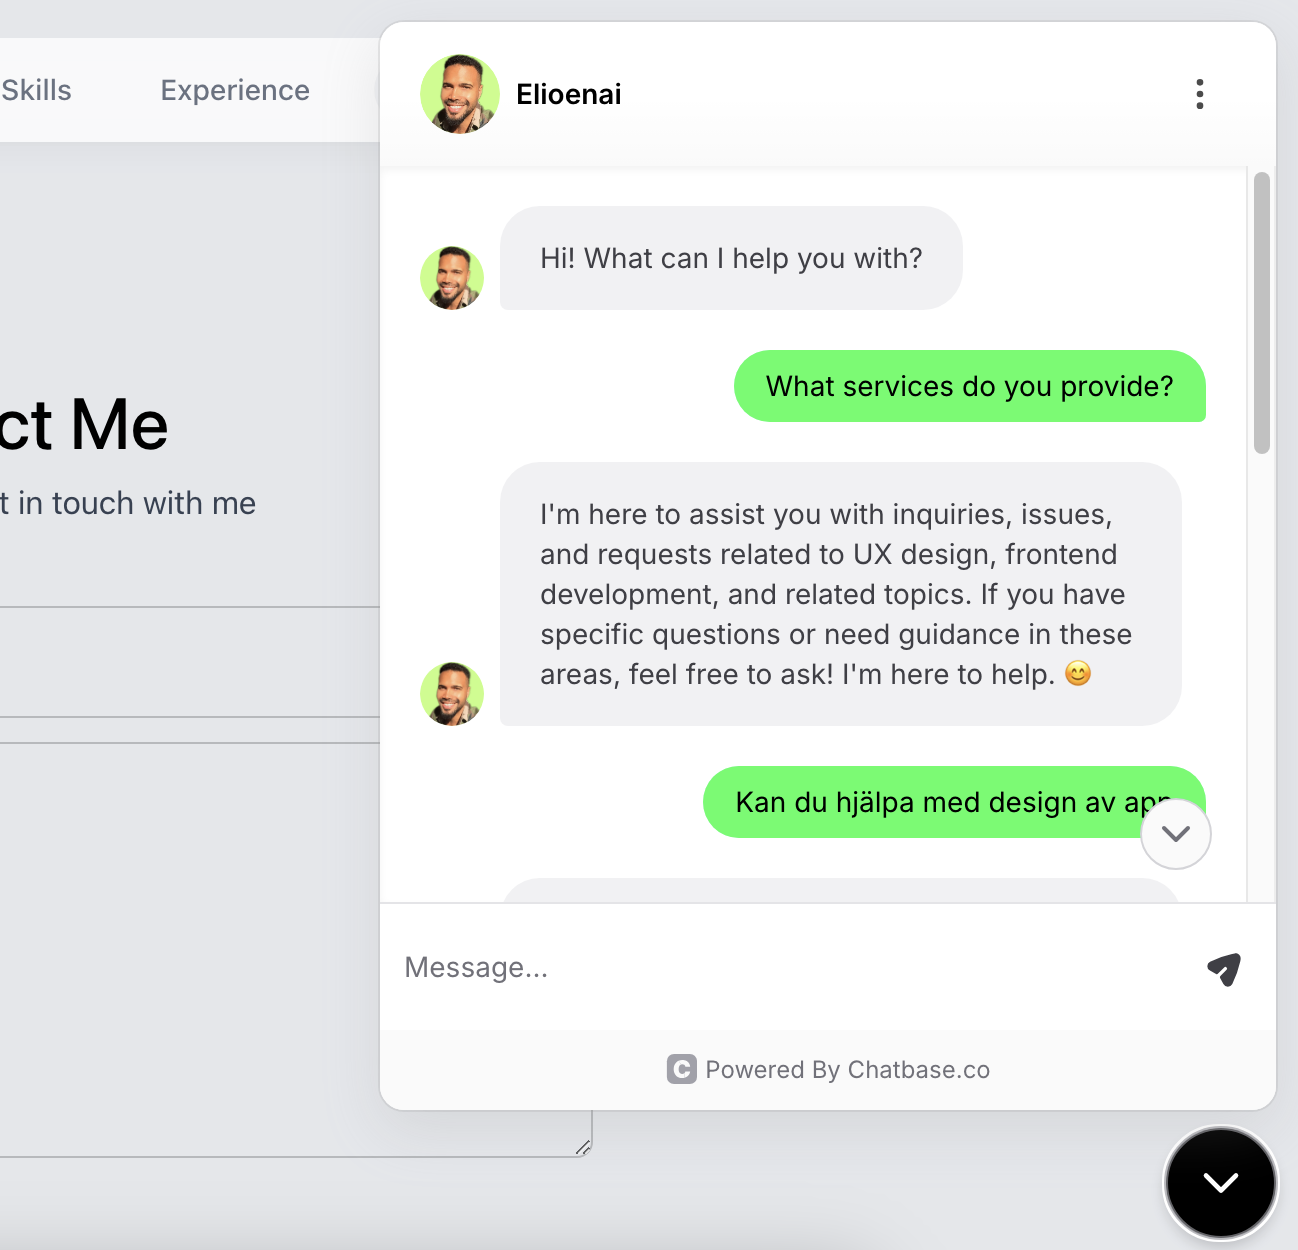 Skills
Experience
ct Me
t in touch with me
Elioenai
Hi! What can I help you with?
What services do you provide?
I'm here to assist you with inquiries, issues,
and requests related to UX design, frontend
development, and related topics. If you have
specific questions or need guidance in these
areas, feel free to ask! I'm here to help. 😊
Kan du hjälpa med design av app
Message...
C Powered By Chatbase.co